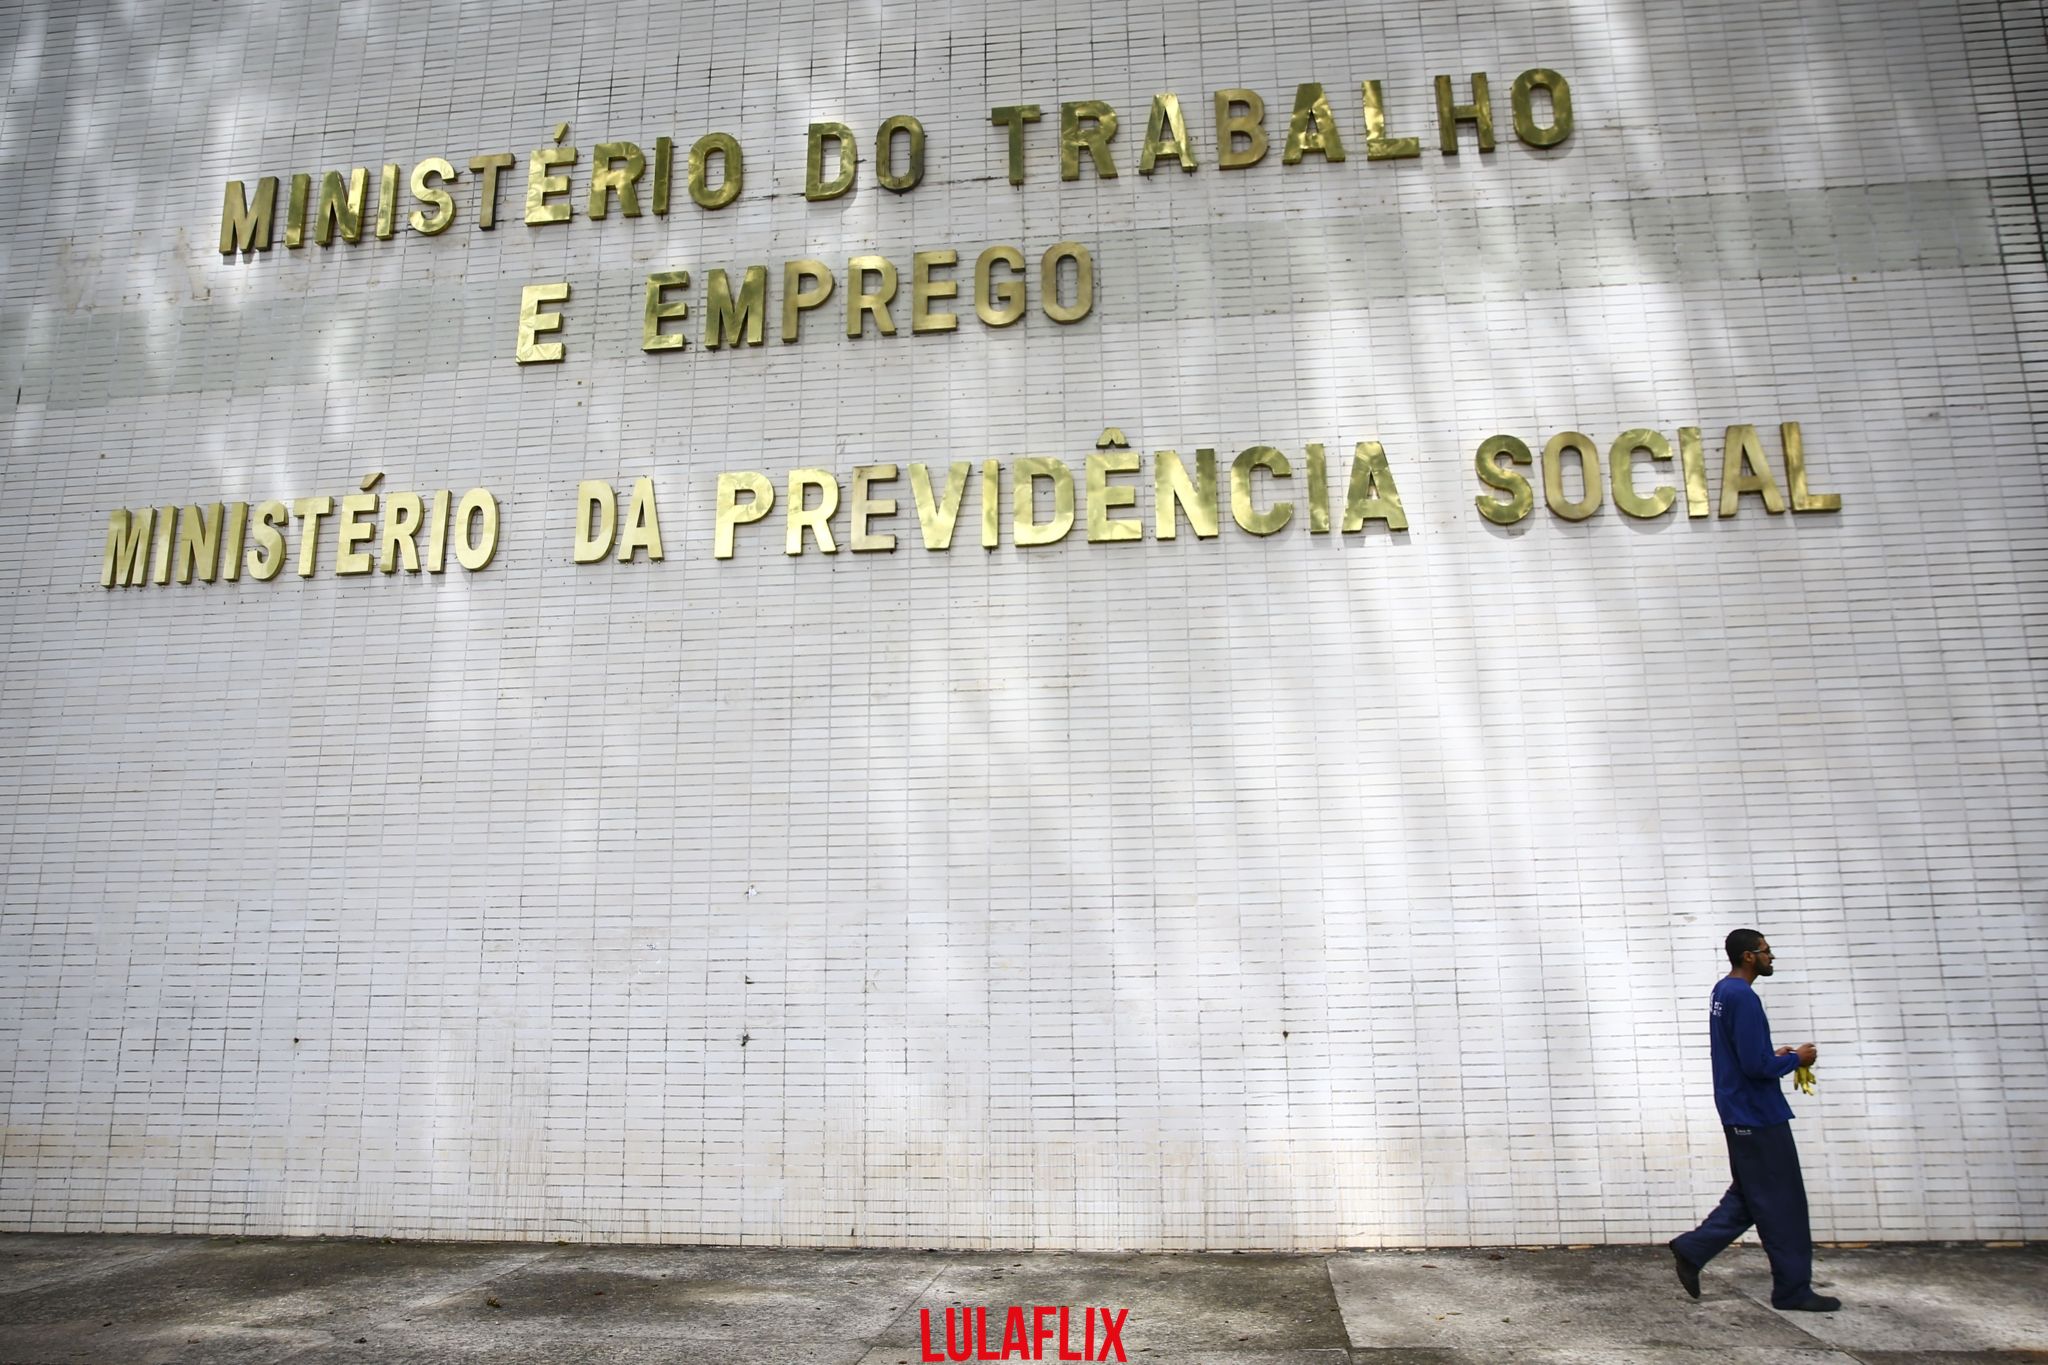 MINISTÉRIO DO TRABALHO
E EMPREGO
MINISTÉRIO DA PREVIDÊNCIA SOCIAL
LULAFLIX